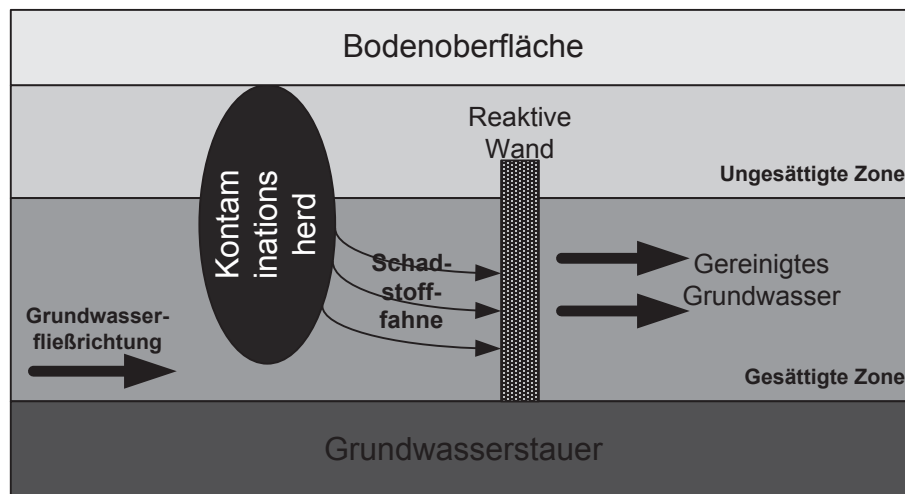 Bodenoberfläche
Reaktive
Wand
Ungesättigte Zone
Kontam
inations
herd
Schad-
stoff-
fahne
Gereinigtes
Grundwasser
Grundwasser-
fließrichtung
Gesättigte Zone
Grundwasserstauer